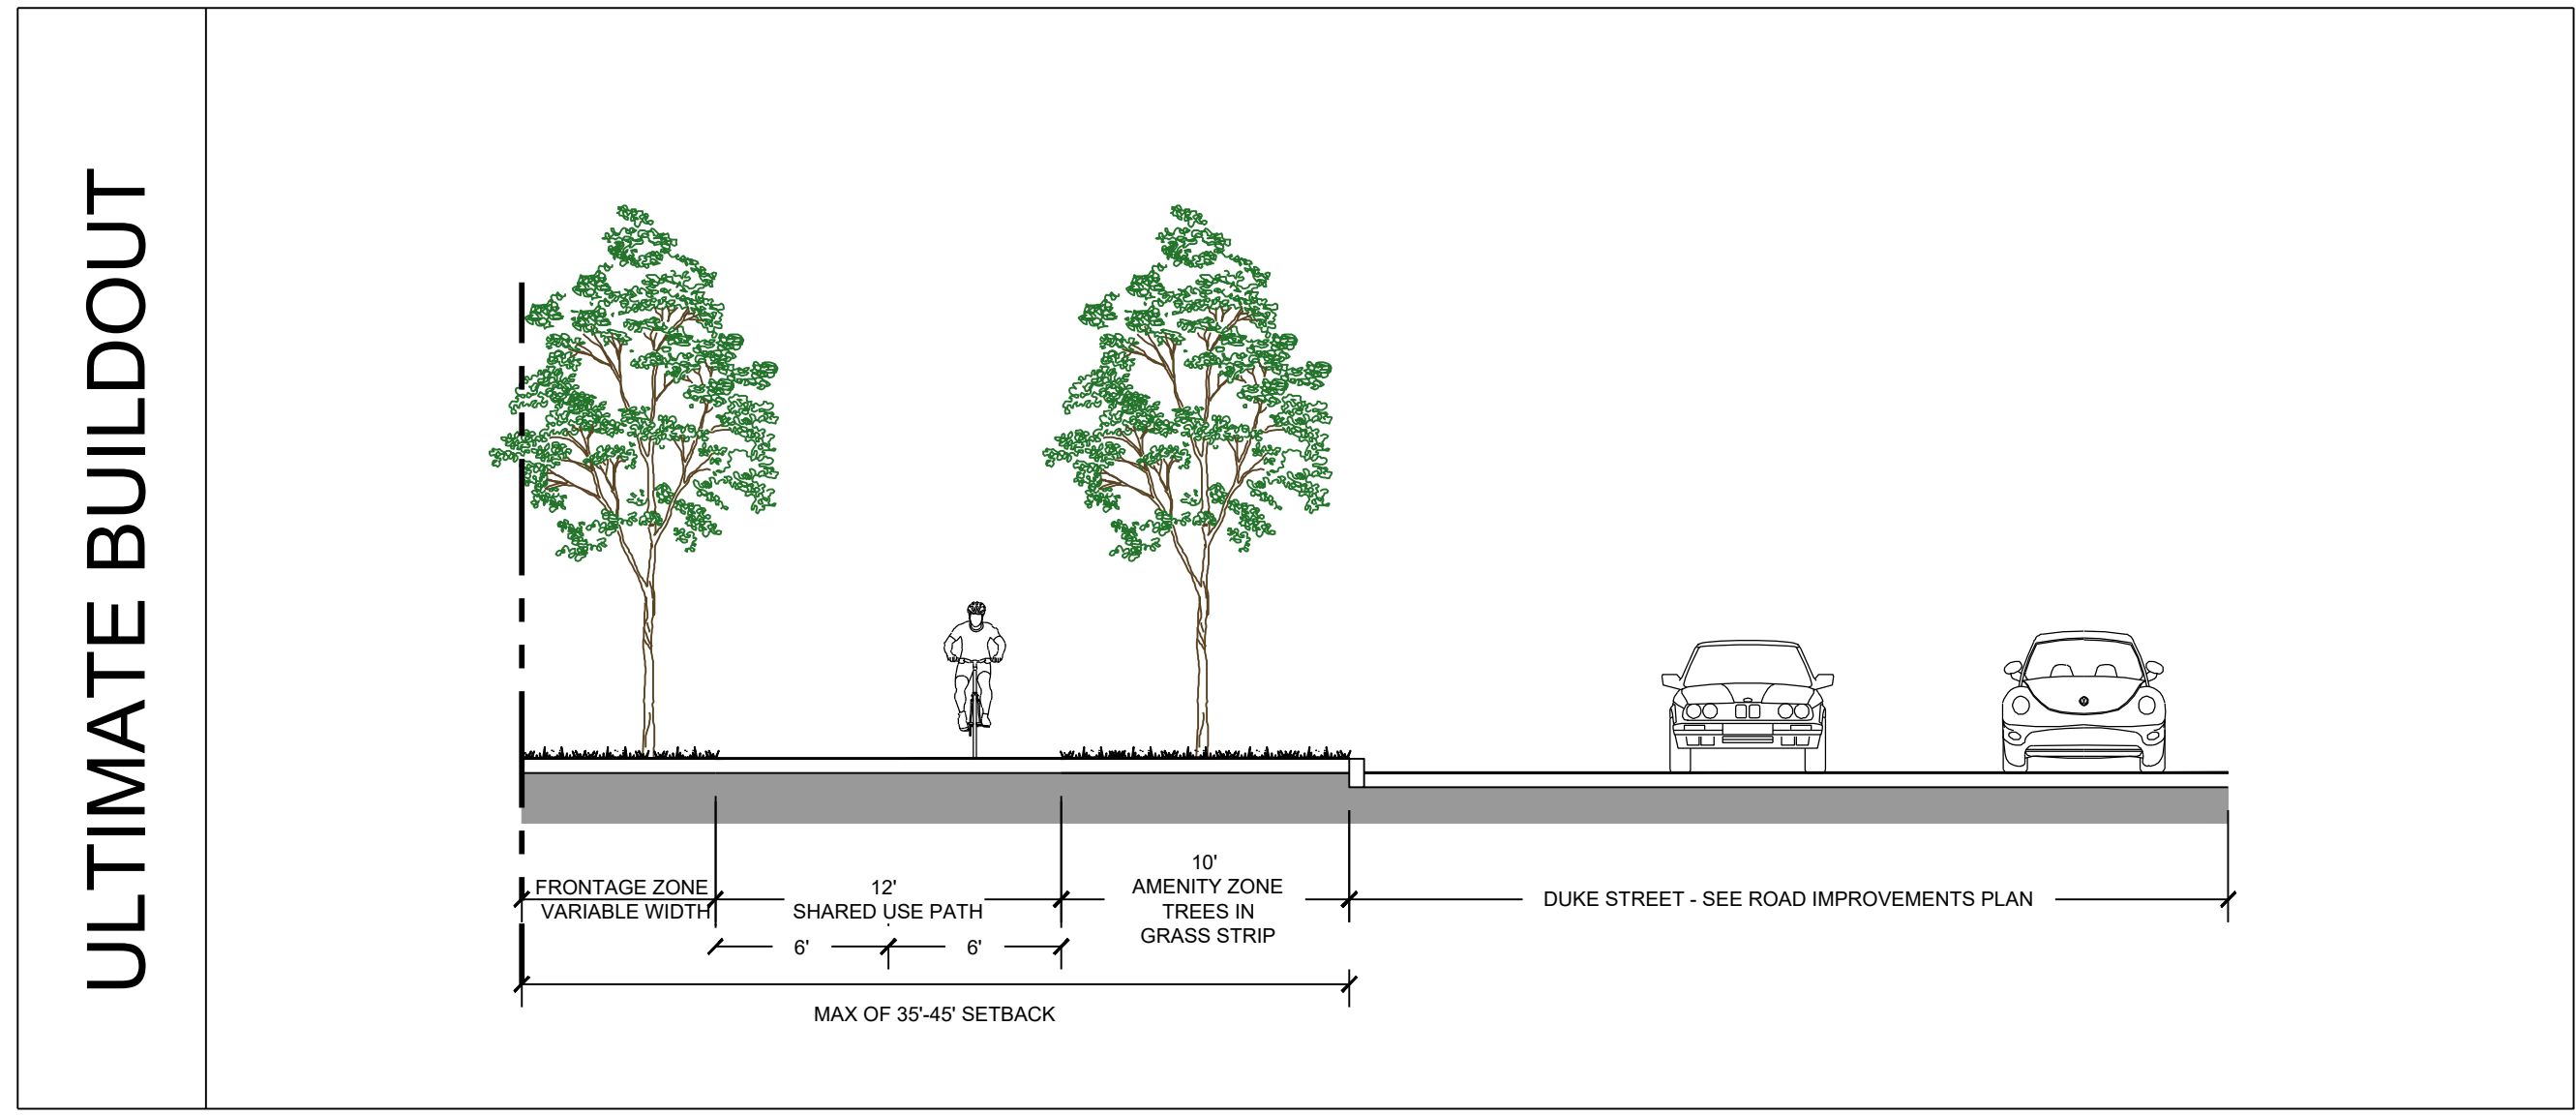 ULTIMATE BUILDOUT
FRONTAGE ZONE
VARIABLE WIDTH
12'
SHARED USE PATH
10'
AMENITY ZONE
TREES IN
GRASS STRIP
DUKE STREET - SEE ROAD IMPROVEMENTS PLAN
6'
6'
MAX OF 35'-45' SETBACK